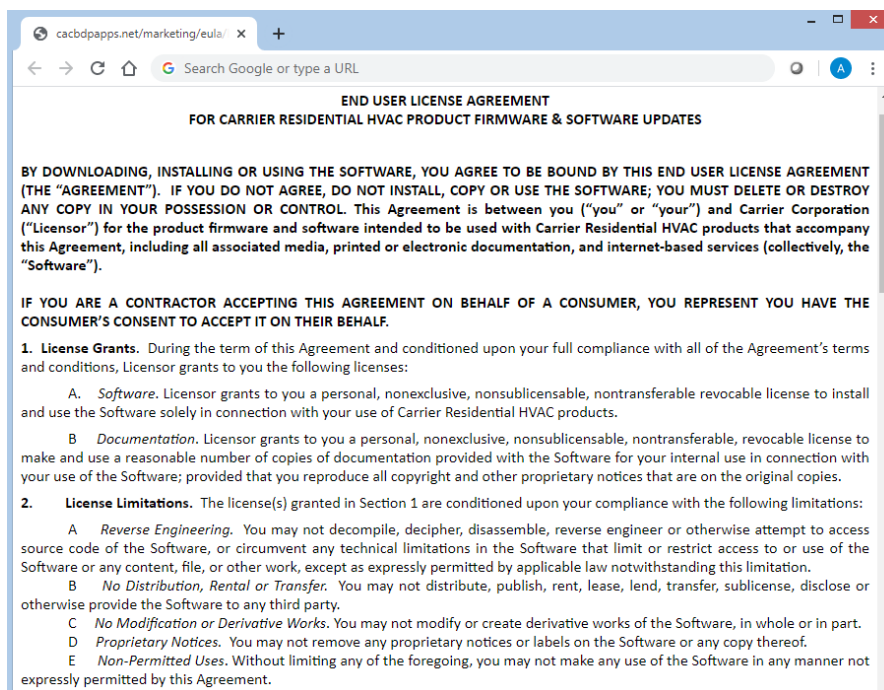 cacbdpapps.net/marketing/eula/
Search Google or type a URL
A
END USER LICENSE AGREEMENT
FOR CARRIER RESIDENTIAL HVAC PRODUCT FIRMWARE & SOFTWARE UPDATES
BY DOWNLOADING, INSTALLING OR USING THE SOFTWARE, YOU AGREE TO BE BOUND BY THIS END USER LICENSE AGREEMENT
(THE “AGREEMENT”). IF YOU DO NOT AGREE, DO NOT INSTALL, COPY OR USE THE SOFTWARE; YOU MUST DELETE OR DESTROY
ANY COPY IN YOUR POSSESSION OR CONTROL. This Agreement is between you (“you” or “your”) and Carrier Corporation
(“Licensor”) for the product firmware and software intended to be used with Carrier Residential HVAC products that accompany
this Agreement, including all associated media, printed or electronic documentation, and internet-based services (collectively, the
“Software”).
IF YOU ARE A CONTRACTOR ACCEPTING THIS AGREEMENT ON BEHALF OF A CONSUMER, YOU REPRESENT YOU HAVE THE
CONSUMER’S CONSENT TO ACCEPT IT ON THEIR BEHALF.
1. License Grants. During the term of this Agreement and conditioned upon your full compliance with all of the Agreement’s terms
and conditions, Licensor grants to you the following licenses:
A. Software. Licensor grants to you a personal, nonexclusive, nonsublicensable, nontransferable revocable license to install
and use the Software solely in connection with your use of Carrier Residential HVAC products.
B Documentation. Licensor grants to you a personal, nonexclusive, nonsublicensable, nontransferable, revocable license to
make and use a reasonable number of copies of documentation provided with the Software for your internal use in connection with
your use of the Software; provided that you reproduce all copyright and other proprietary notices that are on the original copies.
2. License Limitations. The license(s) granted in Section 1 are conditioned upon your compliance with the following limitations:
A Reverse Engineering. You may not decompile, decipher, disassemble, reverse engineer or otherwise attempt to access
source code of the Software, or circumvent any technical limitations in the Software that limit or restrict access to or use of the
Software or any content, file, or other work, except as expressly permitted by applicable law notwithstanding this limitation.
B No Distribution, Rental or Transfer. You may not distribute, publish, rent, lease, lend, transfer, sublicense, disclose or
otherwise provide the Software to any third party.
C No Modification or Derivative Works. You may not modify or create derivative works of the Software, in whole or in part.
D Proprietary Notices. You may not remove any proprietary notices or labels on the Software or any copy thereof.
E Non-Permitted Uses. Without limiting any of the foregoing, you may not make any use of the Software in any manner not
expressly permitted by this Agreement.